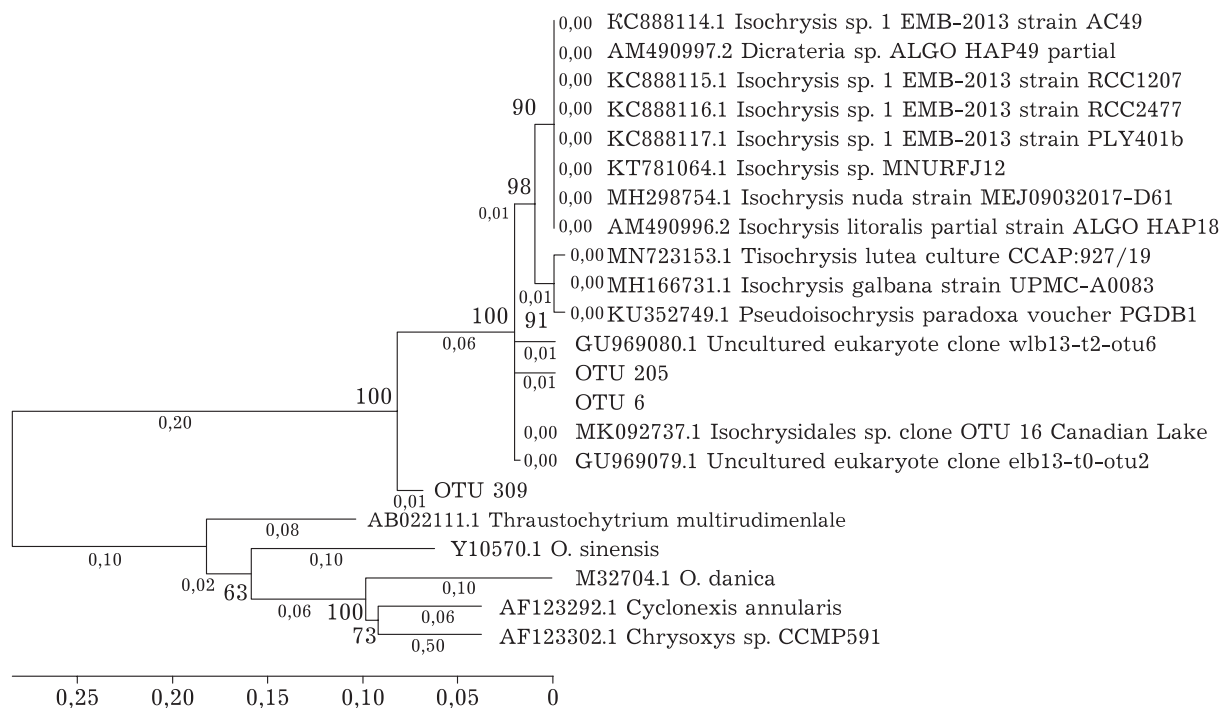 0,00 KC888114.1 Isochrysis sp. 1 EMB-2013 strain AC49
0,00 AM490997.2 Dicrateria sp. ALGO HAP49 partial
0,00 KC888115.1 Isochrysis sp. 1 EMB-2013 strain RCC1207
90
0,00 KC888116.1 Isochrysis sp. 1 EMB-2013 strain RCC2477
0,00 KC888117.1 Isochrysis sp. 1 EMB-2013 strain PLY401b
0,00 KT781064.1 Isochrysis sp. MNURFJ12
98
0,00 MH298754.1 Isochrysis nuda strain MEJ09032017-D61
0,01
0,00 AM490996.2 Isochrysis litoralis partial strain ALGO HAP18
0,00 MN723153.1 Tisochrysis lutea culture CCAP:927/19
0,00 MH166731.1 Isochrysis galbana strain UPMC-A0083
0,01
0,00 KU352749.1 Pseudoisochrysis paradoxa voucher PGDB1
100
91
0,06
GU969080.1 Uncultured eukaryote clone wlb13-t2-otu6
0,01
OTU 205
0,01
100
OTU 6
0,20
0,00 MK092737.1 Isochrysidales sp. clone OTU 16 Canadian Lake
0,00 GU969079.1 Uncultured eukaryote clone elb13-t0-otu2
OTU 309
0,01
AB022111.1 Thraustochytrium multirudimenlale
0,08
0,10
Y10570.1 O. sinensis
0,10
0,02
63
M32704.1 O. danica
0,10
0,06
100
AF123292.1 Cyclonexis annularis
0,06
73
AF123302.1 Chrysoxys sp. CCMP591
0,50
0,25 0,20 0,15 0,10 0,05 0